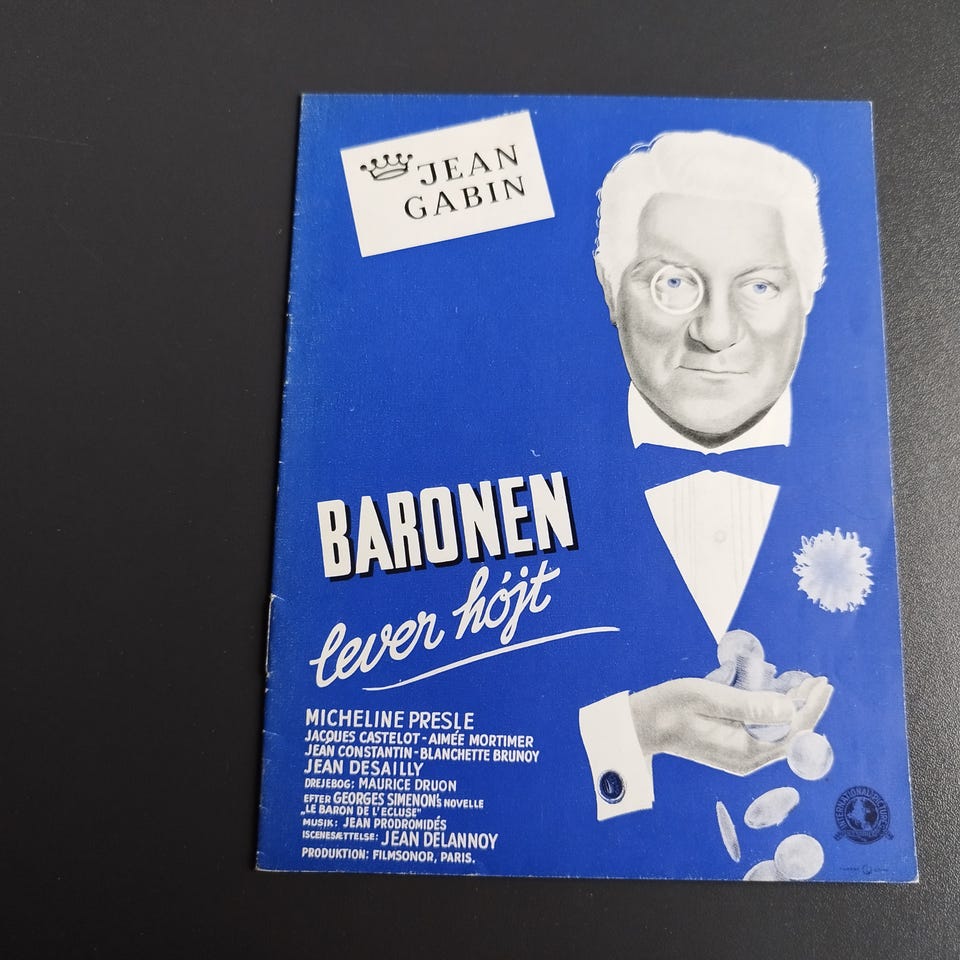 JEAN
GABIN
BARONEN
lever højt
MICHELINE PRESLE
JACQUES CASTELOT - AIMÉE MORTIMER
JEAN CONSTANTIN - BLANCHETTE BRUNOY
JEAN DESAILLY
DREJEBOG: MAURICE DRUON
EFTER GEORGES SIMENON's NOVELLE
„LE BARON DE L'ECLUSE"
MUSIK: JEAN PRODROMIDÉS
ISCENESÆTTELSE: JEAN DELANNOY
PRODUKTION: FILMSONOR, PARIS.